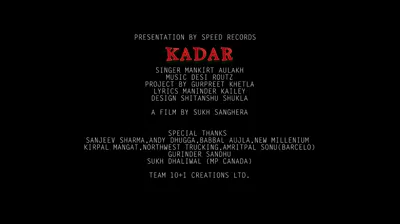 PRESENTATION BY SPEED RECORDS
KADAR
SINGER MANKIRT AULAKH
MUSIC DESI ROUTZ
PROJECT BY GURPREET KHETLA
LYRICS MANINDER KAILEY
DESIGN SHITANSHU SHUKLA
A FILM BY SUKH SANGHERA
SPECIAL THANKS
SANJEEV SHARMA,ANDY DHUGGA,BABBAL AUJLA,NEW MILLENIUM
KIRPAL MANGAT,NORTHWEST TRUCKING,AMRITPAL SONU(BARCELO)
GURINDER SANDHU
SUKH DHALIWAL (MP CANADA)
TEAM 10+1 CREATIONS LTD.